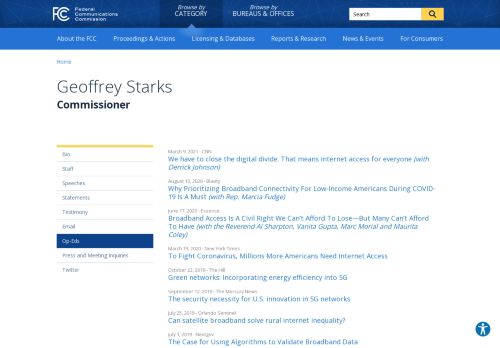 FCC
Federal
Communications
Commission
Browse by
CATEGORY
Browse by
BUREAUS & OFFICES
Search
About the FCC
Proceedings & Actions
Licensing & Databases
Reports & Research
News & Events
For Consumers
Home
Geoffrey Starks
Commissioner
Bio
Staff
Speeches
Statements
Testimony
Email
Op-Eds
Press and Meeting Inquiries
Twitter
March 9, 2021 - CNN
We have to close the digital divide. That means internet access for everyone (with
Derrick Johnson)
August 13, 2020 - Blavity
Why Prioritizing Broadband Connectivity For Low-Income Americans During COVID-
19 Is A Must (with Rep. Marcia Fudge)
June 17, 2020 - Essence
Broadband Access Is A Civil Right We Can't Afford To Lose—But Many Can't Afford
To Have (with the Reverend Al Sharpton, Vanita Gupta, Marc Morial and Maurita
Coley)
March 19, 2020 - New York Times
To Fight Coronavirus, Millions More Americans Need Internet Access
October 22, 2019 - The Hill
Green networks: Incorporating energy efficiency into 5G
September 12, 2019 - The Mercury News
The security necessity for U.S. innovation in 5G networks
July 25, 2019 - Orlando Sentinel
Can satellite broadband solve rural internet inequality?
July 1, 2019 - Nextgov
The Case for Using Algorithms to Validate Broadband Data